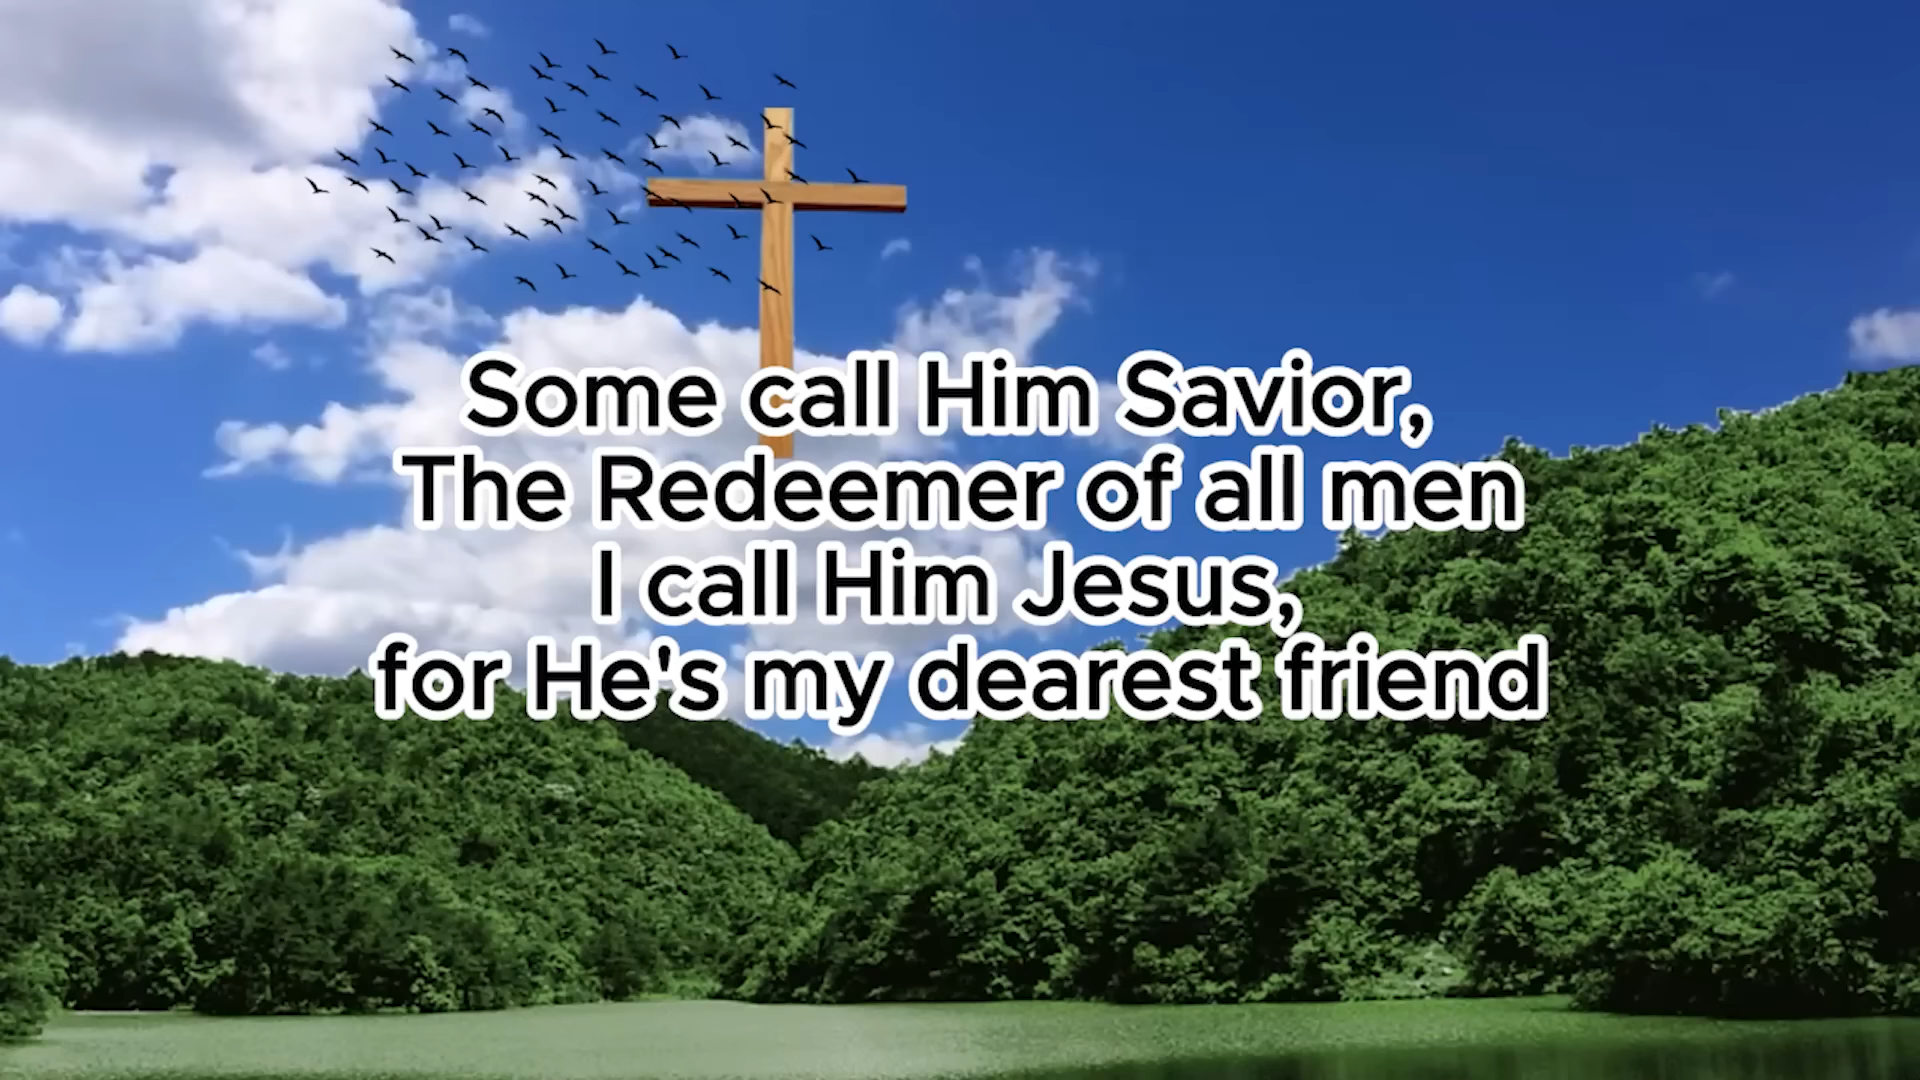 Some call Him Savior,
The Redeemer of all men
I call Him Jesus,
for He's my dearest friend